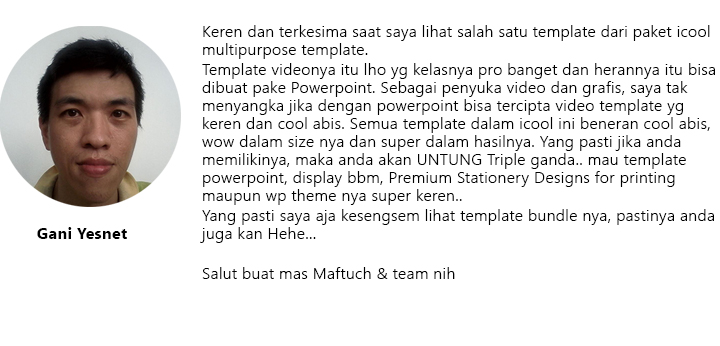 Keren dan terkesima saat saya lihat salah satu template dari paket icool
multipurpose template.
Template videonya itu lho yg kelasnya pro banget dan herannya itu bisa
dibuat pake Powerpoint. Sebagai penyuka video dan grafis, saya tak
menyangka jika dengan powerpoint bisa tercipta video template yg
keren dan cool abis. Semua template dalam icool ini beneran cool abis,
wow dalam size nya dan super dalam hasilnya. Yang pasti jika anda
memilikinya, maka anda akan UNTUNG Triple ganda.. mau template
powerpoint, display bbm, Premium Stationery Designs for printing
maupun wp theme nya super keren..
Yang pasti saya aja kesengsem lihat template bundle nya, pastinya anda
juga kan Hehe...
Salut buat mas Maftuch & team nih
Gani Yesnet